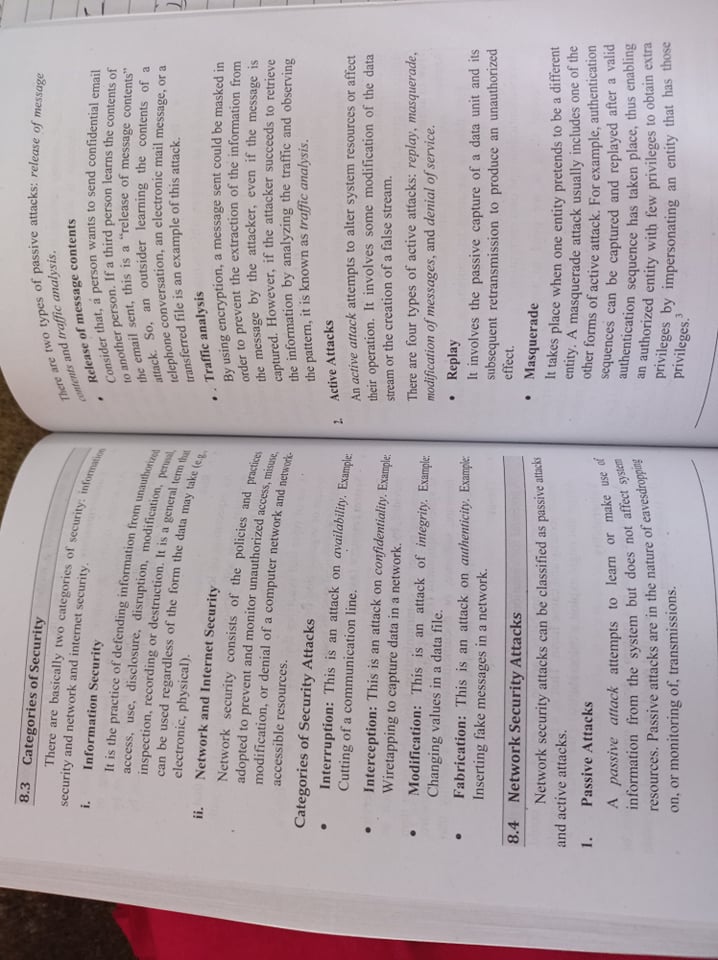 8.3 Categories of Security
There are basically two categories of security: information
security and network and internet security.
i. Information Security
It is the practice of defending information from unauthorized
access, use, disclosure, disruption, modification, perusal,
inspection, recording or destruction. It is a general term that
can be used regardless of the form the data may take (e.g.,
electronic, physical).
ii. Network and Internet Security
Network security consists of the policies and practices
adopted to prevent and monitor unauthorized access, misuse,
modification, or denial of a computer network and network-
accessible resources.
Categories of Security Attacks
• Interruption: This is an attack on availability. Example:
Cutting of a communication line.
• Interception: This is an attack on confidentiality. Example:
Wiretapping to capture data in a network.
• Modification: This is an attack of integrity. Example:
Changing values in a data file.
• Fabrication: This is an attack on authenticity. Example:
Inserting fake messages in a network.
8.4 Network Security Attacks
Network security attacks can be classified as passive attacks
and active attacks.
1. Passive Attacks
A passive attack attempts to learn or make use of
information from the system but does not affect system
resources. Passive attacks are in the nature of eavesdropping
on, or monitoring of, transmissions.
There are two types of passive attacks: release of message
contents and traffic analysis.
• Release of message contents
Consider that, a person wants to send confidential email
to another person. If a third person learns the contents of
the email sent, this is a “release of message contents”
attack. So, an outsider learning the contents of a
telephone conversation, an electronic mail message, or a
transferred file is an example of this attack.
• Traffic analysis
By using encryption, a message sent could be masked in
order to prevent the extraction of the information from
the message by the attacker, even if the message is
captured. However, if the attacker succeeds to retrieve
the information by analyzing the traffic and observing
the pattern, it is known as traffic analysis.
2. Active Attacks
An active attack attempts to alter system resources or affect
their operation. It involves some modification of the data
stream or the creation of a false stream.
There are four types of active attacks: replay, masquerade,
modification of messages, and denial of service.
• Replay
It involves the passive capture of a data unit and its
subsequent retransmission to produce an unauthorized
effect.
• Masquerade
It takes place when one entity pretends to be a different
entity. A masquerade attack usually includes one of the
other forms of active attack. For example, authentication
sequences can be captured and replayed after a valid
authentication sequence has taken place, thus enabling
an authorized entity with few privileges to obtain extra
privileges by impersonating an entity that has those
privileges.³